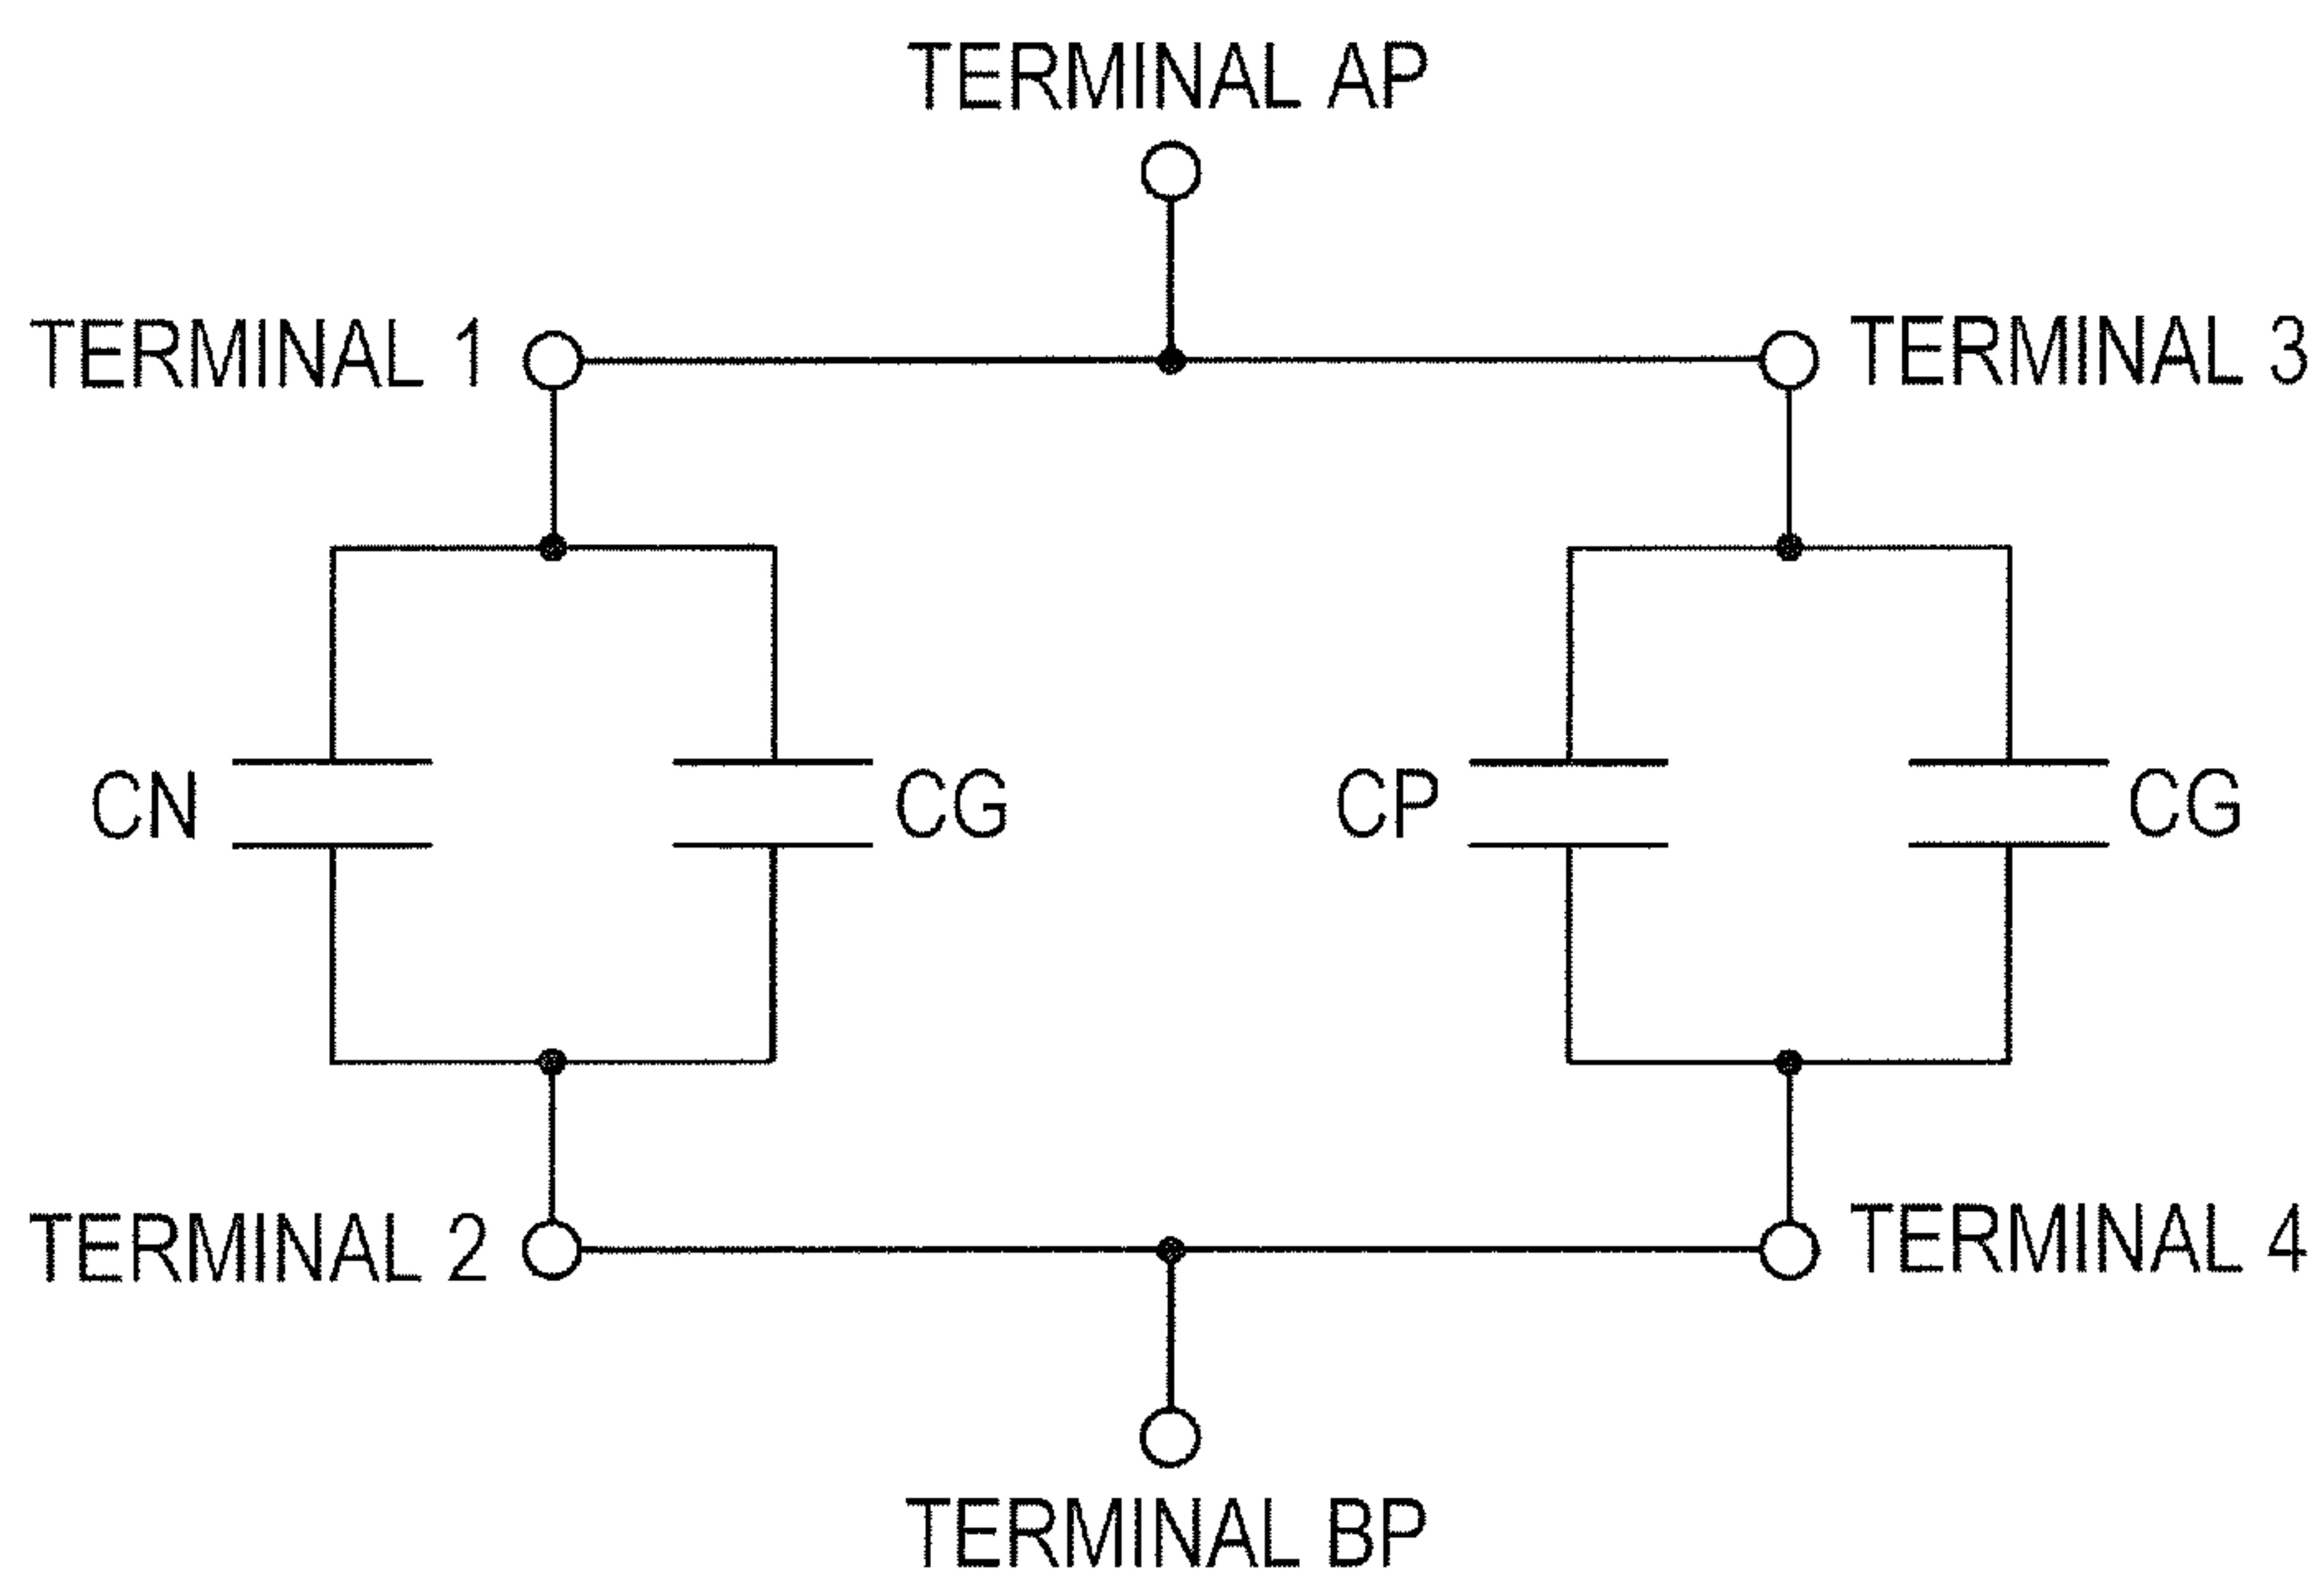 TERMINAL AP
TERMINAL 1
TERMINAL 3
CN
CG
CP
CG
TERMINAL 2
TERMINAL 4
TERMINAL BP